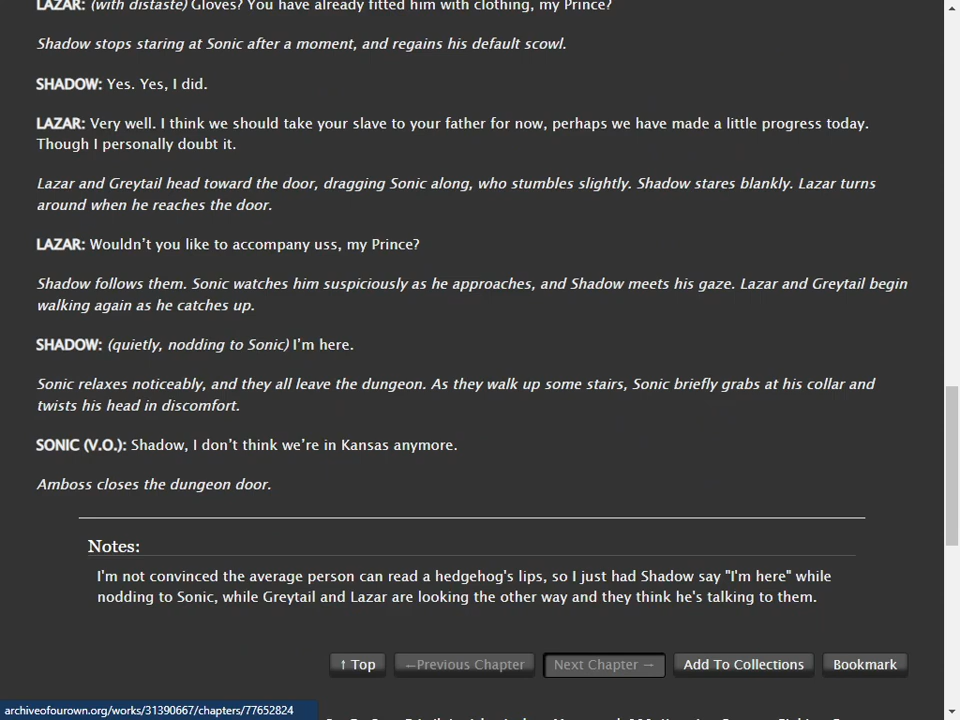 LAZAR: (with distaste) Gloves? You have already fitted him with clothing, my Prince?
Shadow stops staring at Sonic after a moment, and regains his default scowl.
SHADOW: Yes. Yes, I did.
LAZAR: Very well. I think we should take your slave to your father for now, perhaps we have made a little progress today.
Though I personally doubt it.
Lazar and Greytail head toward the door, dragging Sonic along, who stumbles slightly. Shadow stares blankly. Lazar turns
around when he reaches the door.
LAZAR: Wouldn’t you like to accompany uss, my Prince?
Shadow follows them. Sonic watches him suspiciously as he approaches, and Shadow meets his gaze. Lazar and Greytail begin
walking again as he catches up.
SHADOW: (quietly, nodding to Sonic) I’m here.
Sonic relaxes noticeably, and they all leave the dungeon. As they walk up some stairs, Sonic briefly grabs at his collar and
twists his head in discomfort.
SONIC (V.O.): Shadow, I don’t think we’re in Kansas anymore.
Amboss closes the dungeon door.
Notes:
I'm not convinced the average person can read a hedgehog's lips, so I just had Shadow say "I'm here" while
nodding to Sonic, while Greytail and Lazar are looking the other way and they think he's talking to them.
↑ Top ←Previous Chapter Next Chapter → Add To Collections Bookmark
archiveofourown.org/works/31390667/chapters/77652824